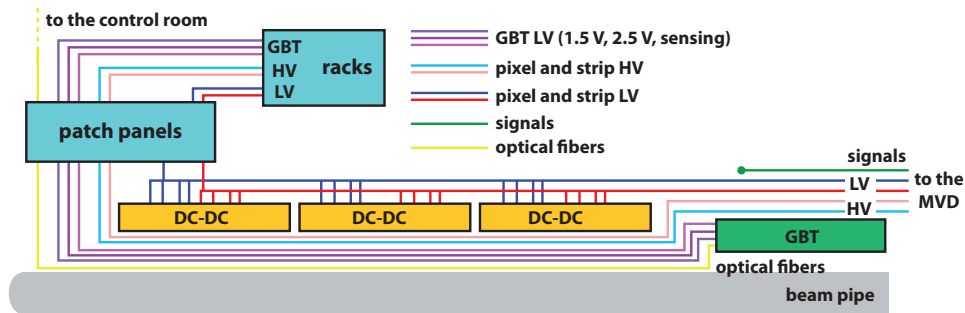 to the control room
GBT
HV
LV
racks
GBT LV (1.5 V, 2.5 V, sensing)
pixel and strip HV
pixel and strip LV
signals
optical fibers
patch panels
signals
LV
HV
to the
MVD
DC-DC
DC-DC
DC-DC
GBT
optical fibers
beam pipe